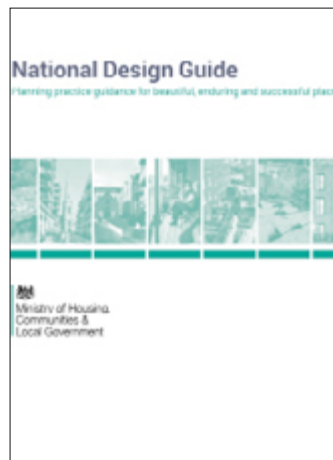 National Design Guide
Planning practice guidance for beautiful, enduring and successful plac
Ministry of Housing,
Communities &
Local Government